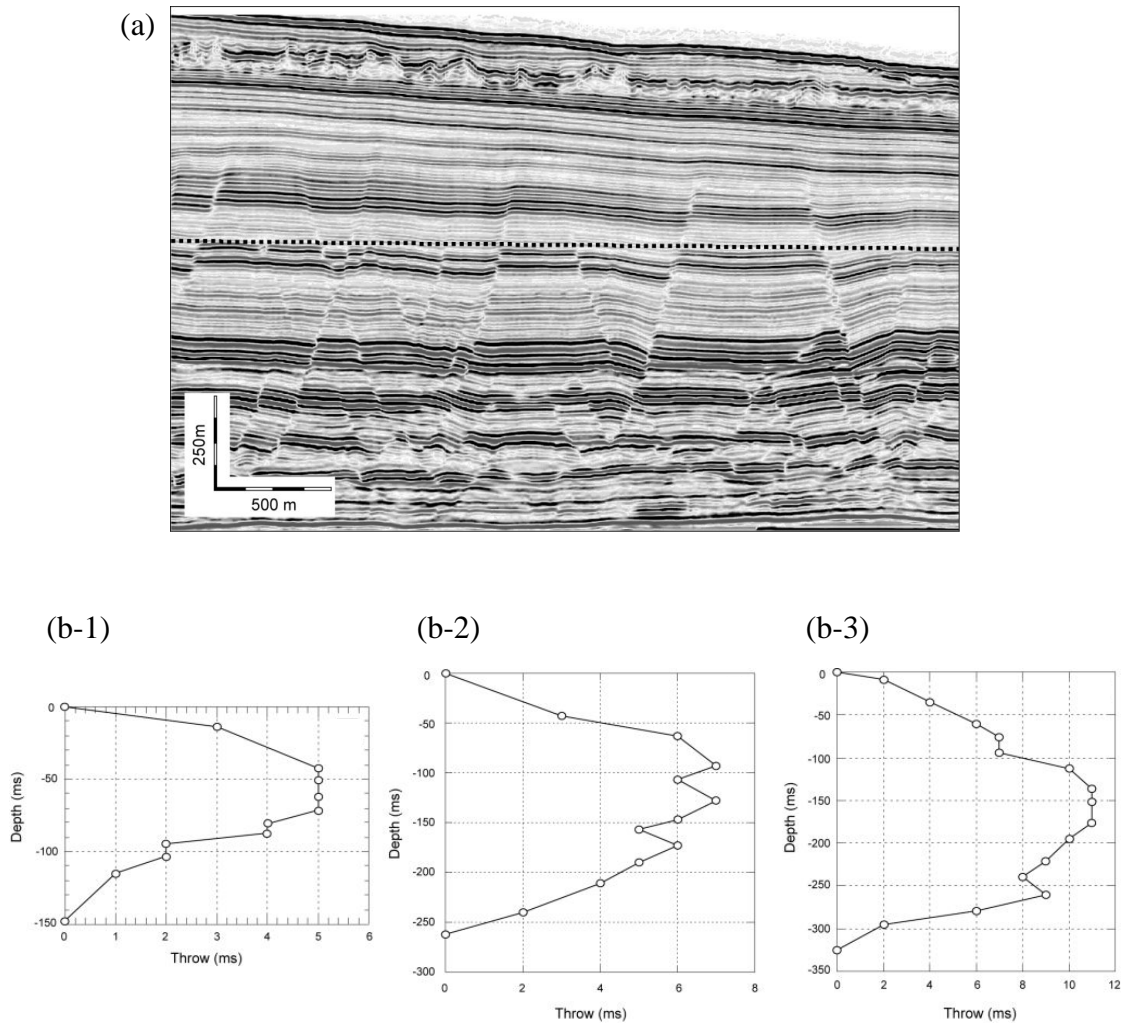 (a)
250m
500 m
(b-1)
(b-2)
(b-3)
0
-50
-100
-150
Depth (ms)
0 1 2 3 4 5 6
Throw (ms)
0
-50
-100
-150
-200
-250
-300
Depth (ms)
0 2 4 6 8
Throw (ms)
0
-50
-100
-150
-200
-250
-300
-350
Depth (ms)
0 2 4 6 8 10 12
Throw (ms)